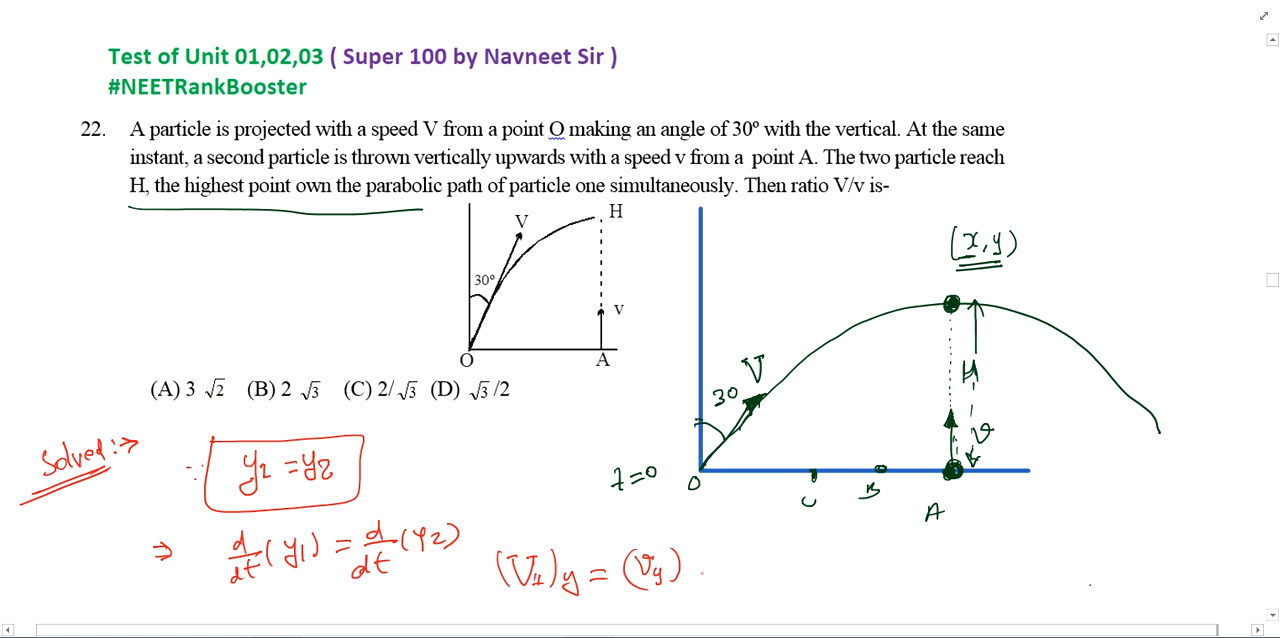 Test of Unit 01,02,03 ( Super 100 by Navneet Sir )
#NEETRankBooster
22. A particle is projected with a speed V from a point O making an angle of 30º with the vertical. At the same
instant, a second particle is thrown vertically upwards with a speed v from a point A. The two particle reach
H, the highest point own the parabolic path of particle one simultaneously. Then ratio V/v is-
V
H
30º
v
O
A
(x,y)
V
30
H
v
t=0
O
C
B
A
(A) 3 √2 (B) 2 √3 (C) 2/√3 (D) √3/2
Solved :→
∵ y1 = y2
⇒ d/dt (y1) = d/dt (y2)
(V1)y = (vy)